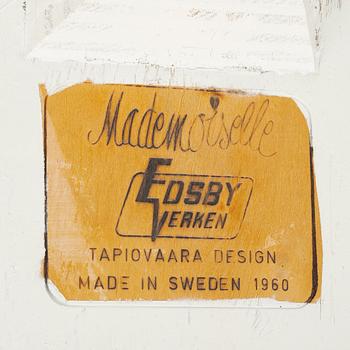 Mademoiselle
EDSBY
VERKEN
TAPIOVAARA DESIGN.
MADE IN SWEDEN 1960